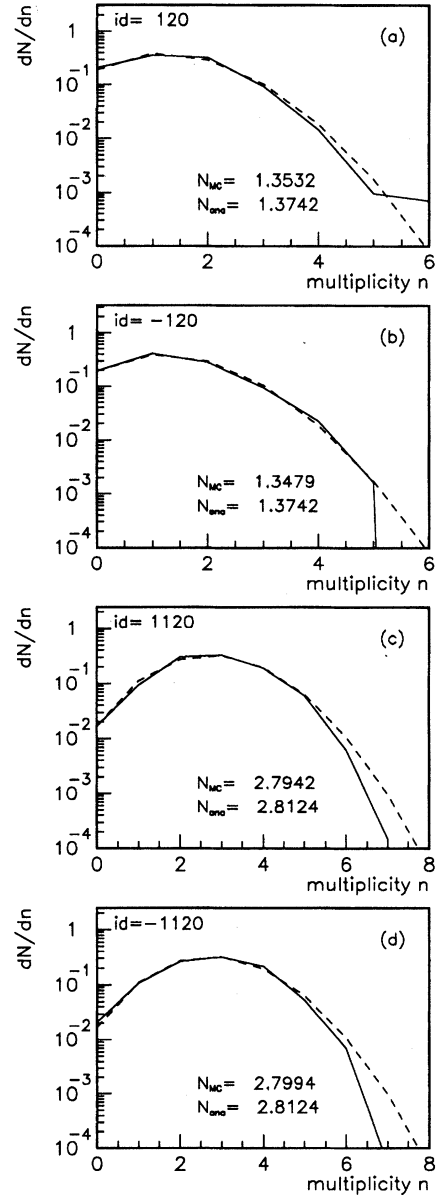 dN/dn
id= 120
(a)
1
10⁻¹
10⁻²
10⁻³
10⁻⁴
N_MC= 1.3532
N_ana= 1.3742
0 2 4 6
multiplicity n
dN/dn
id= -120
(b)
1
10⁻¹
10⁻²
10⁻³
10⁻⁴
N_MC= 1.3479
N_ana= 1.3742
0 2 4 6
multiplicity n
dN/dn
id= 1120
(c)
1
10⁻¹
10⁻²
10⁻³
10⁻⁴
N_MC= 2.7942
N_ana= 2.8124
0 2 4 6 8
multiplicity n
dN/dn
id=-1120
(d)
1
10⁻¹
10⁻²
10⁻³
10⁻⁴
N_MC= 2.7994
N_ana= 2.8124
0 2 4 6 8
multiplicity n